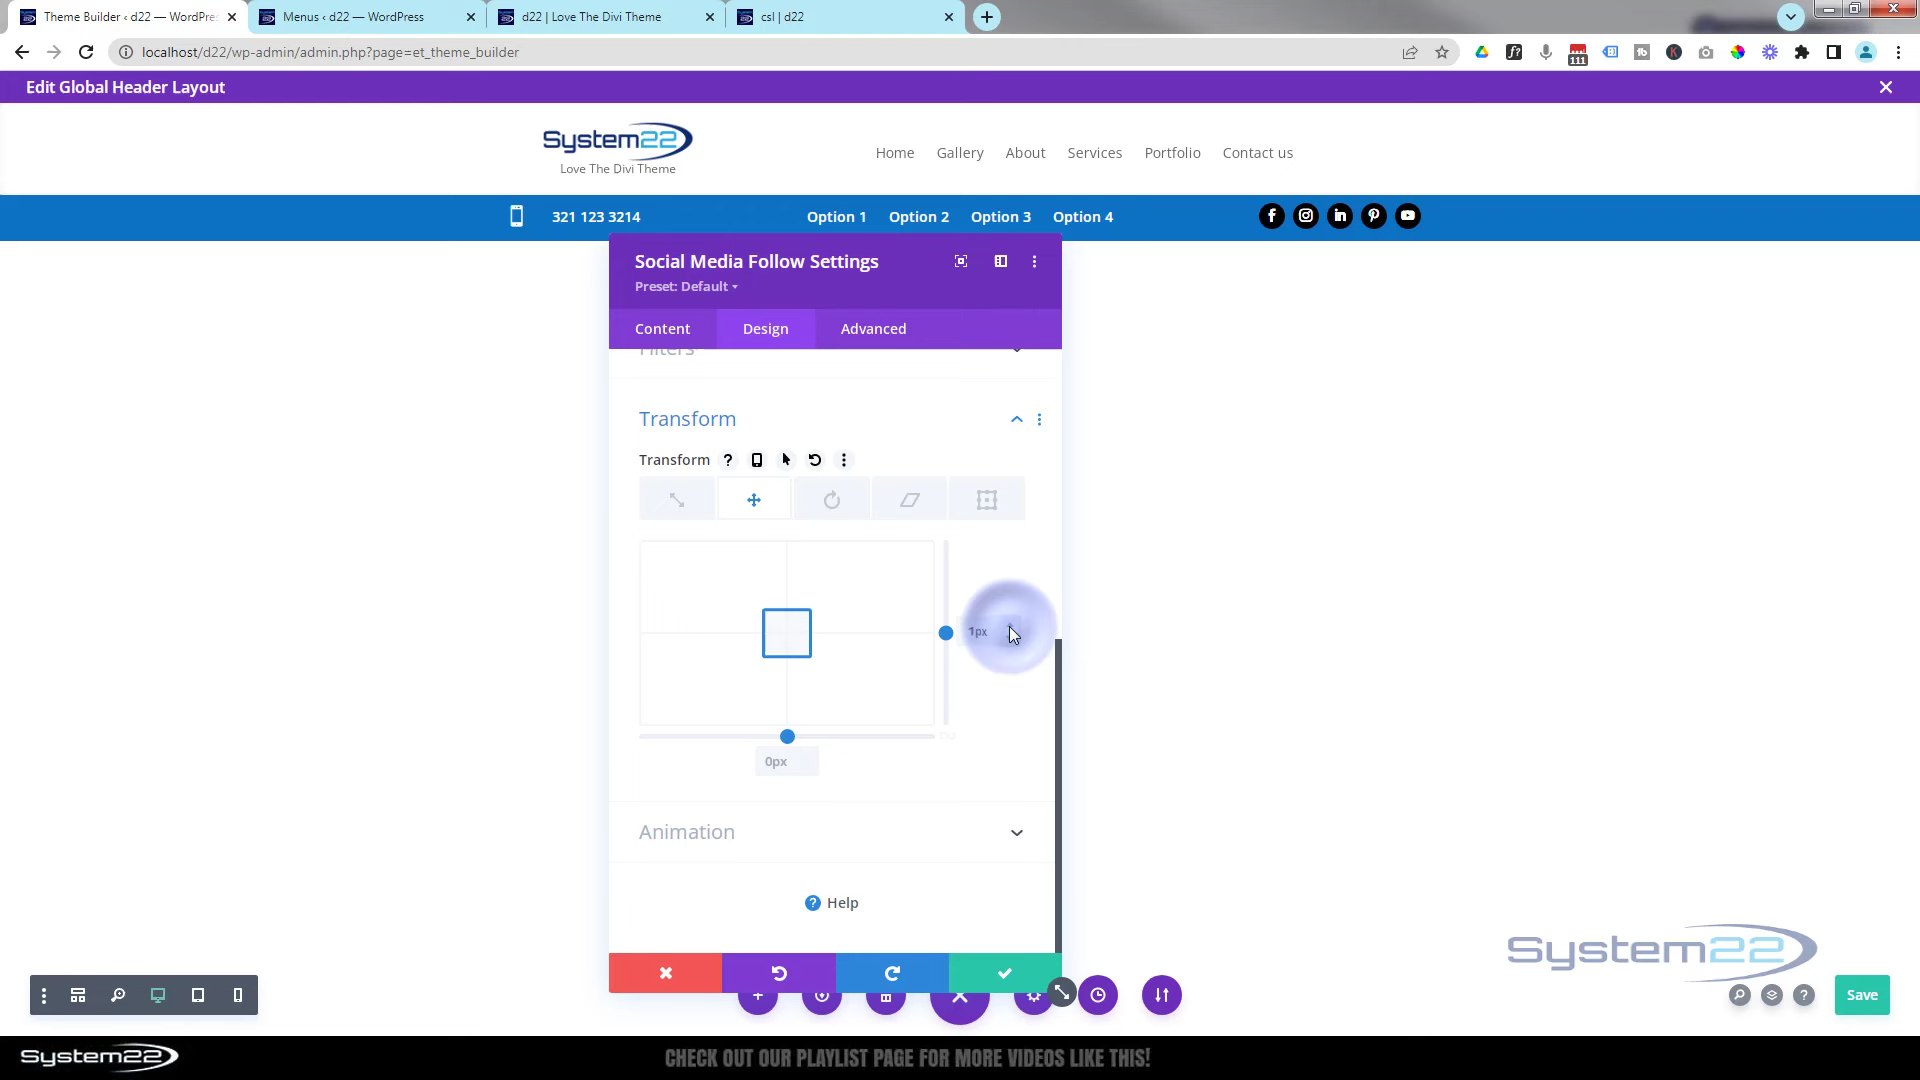 Theme Builder ‹ d22 — WordPres
Menus ‹ d22 — WordPress
d22 | Love The Divi Theme
csl | d22
localhost/d22/wp-admin/admin.php?page=et_theme_builder
111
Edit Global Header Layout
System22
Love The Divi Theme
Home
Gallery
About
Services
Portfolio
Contact us
321 123 3214
Option 1
Option 2
Option 3
Option 4
Social Media Follow Settings
Preset: Default
Content
Design
Advanced
Filters
Transform
Transform
1px
0px
Animation
Help
System22
Save
System22
CHECK OUT OUR PLAYLIST PAGE FOR MORE VIDEOS LIKE THIS!